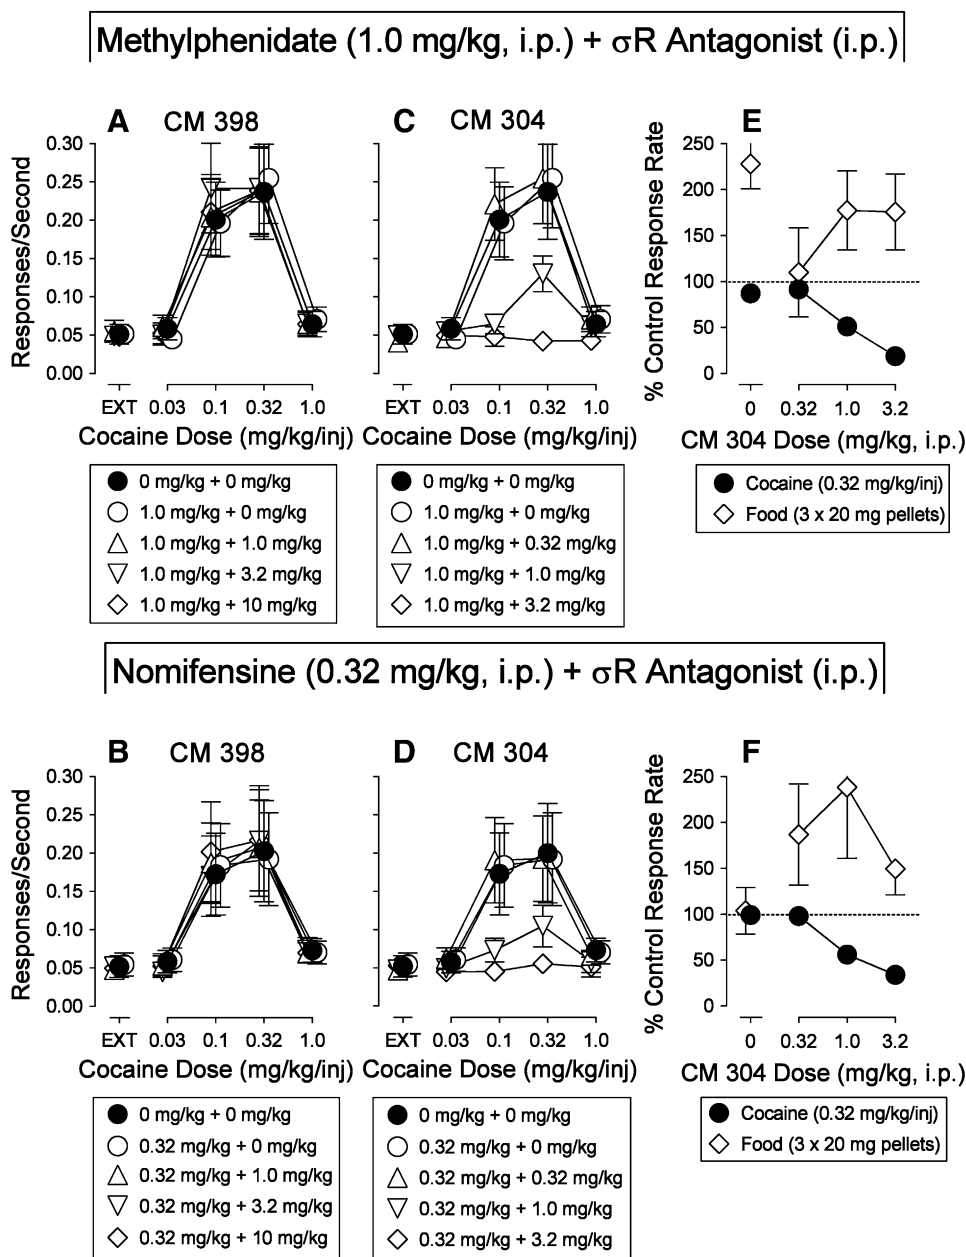 Methylphenidate (1.0 mg/kg, i.p.) + σR Antagonist (i.p.)
A
CM 398
Responses/Second
0.30
0.25
0.20
0.15
0.10
0.05
0.00
EXT 0.03 0.1 0.32 1.0
Cocaine Dose (mg/kg/inj)
0 mg/kg + 0 mg/kg
1.0 mg/kg + 0 mg/kg
1.0 mg/kg + 1.0 mg/kg
1.0 mg/kg + 3.2 mg/kg
1.0 mg/kg + 10 mg/kg
C
CM 304
EXT 0.03 0.1 0.32 1.0
Cocaine Dose (mg/kg/inj)
0 mg/kg + 0 mg/kg
1.0 mg/kg + 0 mg/kg
1.0 mg/kg + 0.32 mg/kg
1.0 mg/kg + 1.0 mg/kg
1.0 mg/kg + 3.2 mg/kg
E
% Control Response Rate
250
200
150
100
50
0
0 0.32 1.0 3.2
CM 304 Dose (mg/kg, i.p.)
Cocaine (0.32 mg/kg/inj)
Food (3 x 20 mg pellets)
Nomifensine (0.32 mg/kg, i.p.) + σR Antagonist (i.p.)
B
CM 398
Responses/Second
0.30
0.25
0.20
0.15
0.10
0.05
0.00
EXT 0.03 0.1 0.32 1.0
Cocaine Dose (mg/kg/inj)
0 mg/kg + 0 mg/kg
0.32 mg/kg + 0 mg/kg
0.32 mg/kg + 1.0 mg/kg
0.32 mg/kg + 3.2 mg/kg
0.32 mg/kg + 10 mg/kg
D
CM 304
EXT 0.03 0.1 0.32 1.0
Cocaine Dose (mg/kg/inj)
0 mg/kg + 0 mg/kg
0.32 mg/kg + 0 mg/kg
0.32 mg/kg + 0.32 mg/kg
0.32 mg/kg + 1.0 mg/kg
0.32 mg/kg + 3.2 mg/kg
F
% Control Response Rate
250
200
150
100
50
0
0 0.32 1.0 3.2
CM 304 Dose (mg/kg, i.p.)
Cocaine (0.32 mg/kg/inj)
Food (3 x 20 mg pellets)